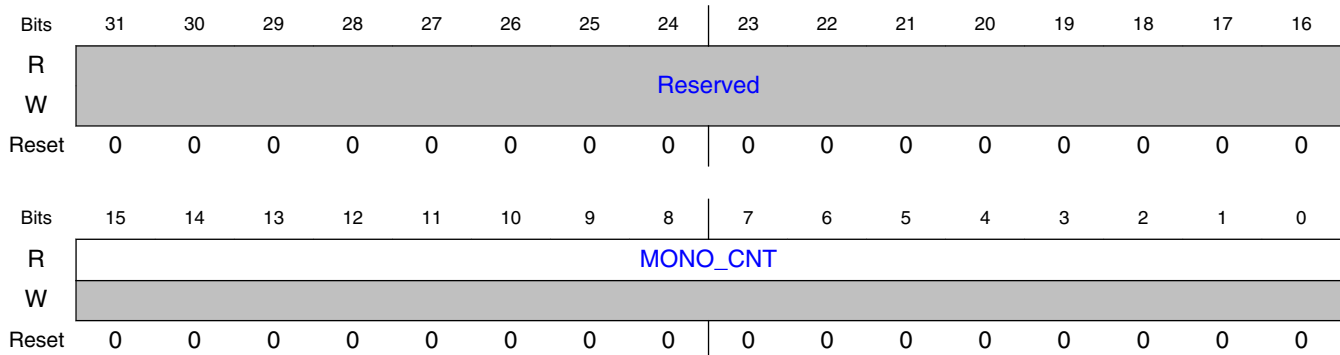 Bits 31 30 29 28 27 26 25 24 23 22 21 20 19 18 17 16
R
Reserved
W
Reset 0 0 0 0 0 0 0 0 0 0 0 0 0 0 0 0
Bits 15 14 13 12 11 10 9 8 7 6 5 4 3 2 1 0
R MONO_CNT
W
Reset 0 0 0 0 0 0 0 0 0 0 0 0 0 0 0 0